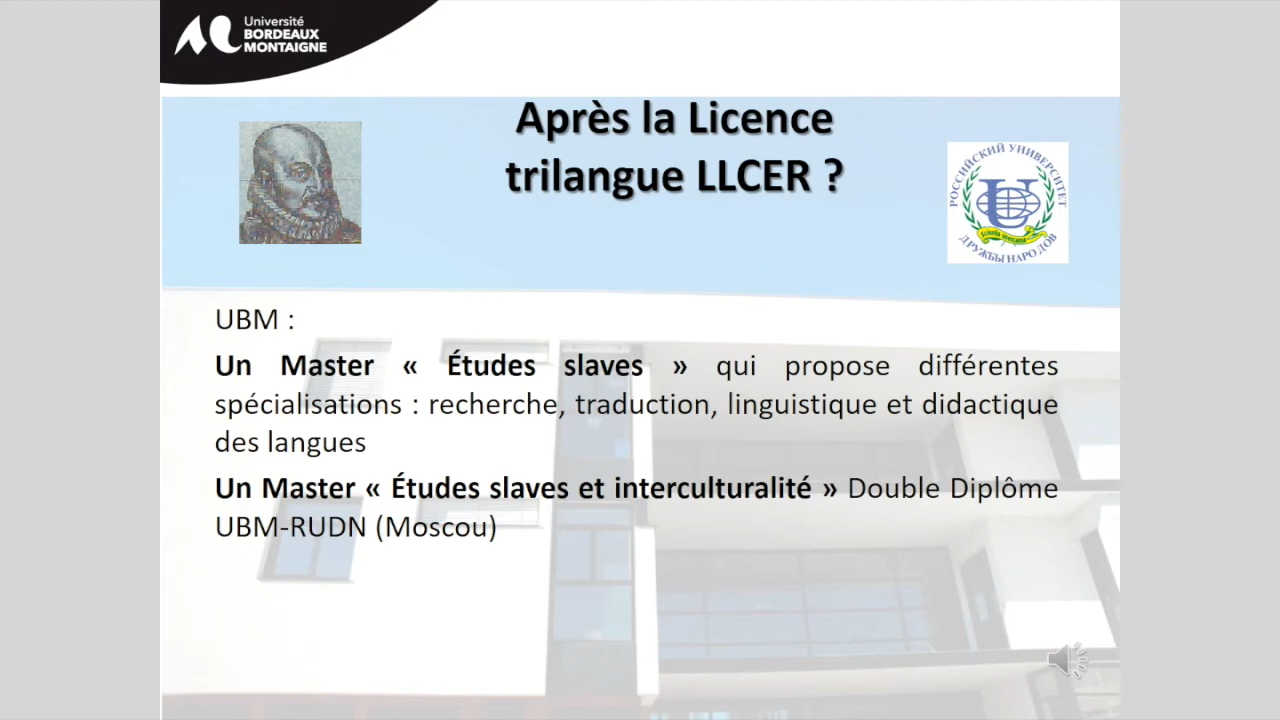 Université
BORDEAUX
MONTAIGNE
Après la Licence
trilangue LLCER ?
РОССИЙСКИЙ УНИВЕРСИТЕТ
ДРУЖБЫ НАРОДОВ
UBM :
Un Master « Études slaves » qui propose différentes
spécialisations : recherche, traduction, linguistique et didactique
des langues
Un Master « Études slaves et interculturalité » Double Diplôme
UBM-RUDN (Moscou)